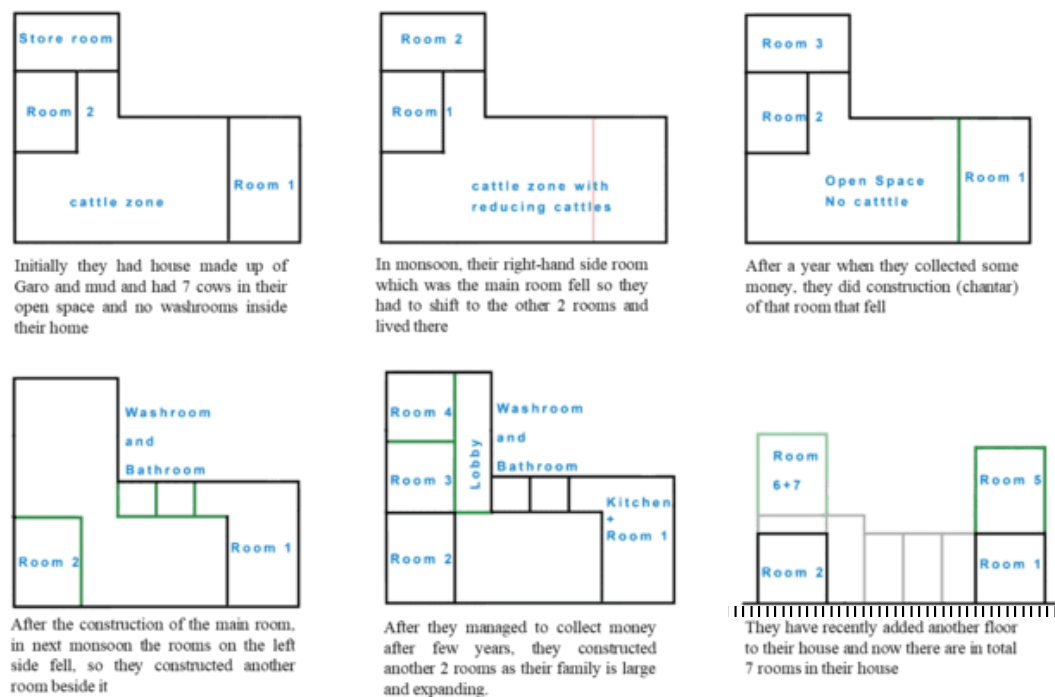 Store room
Room 2
Room 1
cattle zone
Initially they had house made up of
Garo and mud and had 7 cows in their
open space and no washrooms inside
their home
Room 2
Room 1
cattle zone with
reducing cattles
In monsoon, their right-hand side room
which was the main room fell so they
had to shift to the other 2 rooms and
lived there
Room 3
Room 2
Open Space
No catttle
Room 1
After a year when they collected some
money, they did construction (chantar)
of that room that fell
Washroom
and
Bathroom
Room 2
Room 1
After the construction of the main room,
in next monsoon the rooms on the left
side fell, so they constructed another
room beside it
Room 4
Washroom
and
Bathroom
Lobby
Room 3
Kitchen
+
Room 1
Room 2
After they managed to collect money
after few years, they constructed
another 2 rooms as their family is large
and expanding.
Room
6+7
Room 5
Room 2
Room 1
They have recently added another floor
to their house and now there are in total
7 rooms in their house